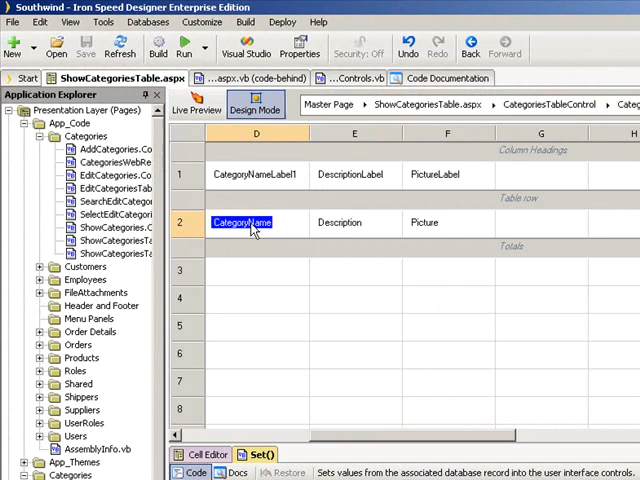 Southwind - Iron Speed Designer Enterprise Edition
File Edit View Tools Databases Customize Build Deploy Help
New Open Save Refresh Build Run Visual Studio Properties Security: Off Undo Redo Back Forward
Start ShowCategoriesTable.aspx ...aspx.vb (code-behind) ...Controls.vb Code Documentation
Application Explorer
Live Preview Design Mode Master Page ShowCategoriesTable.aspx CategoriesTableControl Categ
Presentation Layer (Pages)
App_Code
Categories
AddCategories.Co
CategoriesWebRe
EditCategories.Co
EditCategoriesTa
SearchEditCatego
SelectEditCategor
ShowCategories.C
ShowCategoriesTa
ShowCategoriesTa
Customers
Employees
FileAttachments
Header and Footer
Menu Panels
Order Details
Orders
Products
Roles
Shared
Shippers
Suppliers
UserRoles
Users
AssemblyInfo.vb
App_Themes
Categories
D E F G H
Column Headings
1 CategoryNameLabel1 DescriptionLabel PictureLabel
Table row
2 CategoryName Description Picture
Totals
3
4
5
6
7
8
Cell Editor Set()
Code Docs Restore Sets values from the associated database record into the user interface controls.